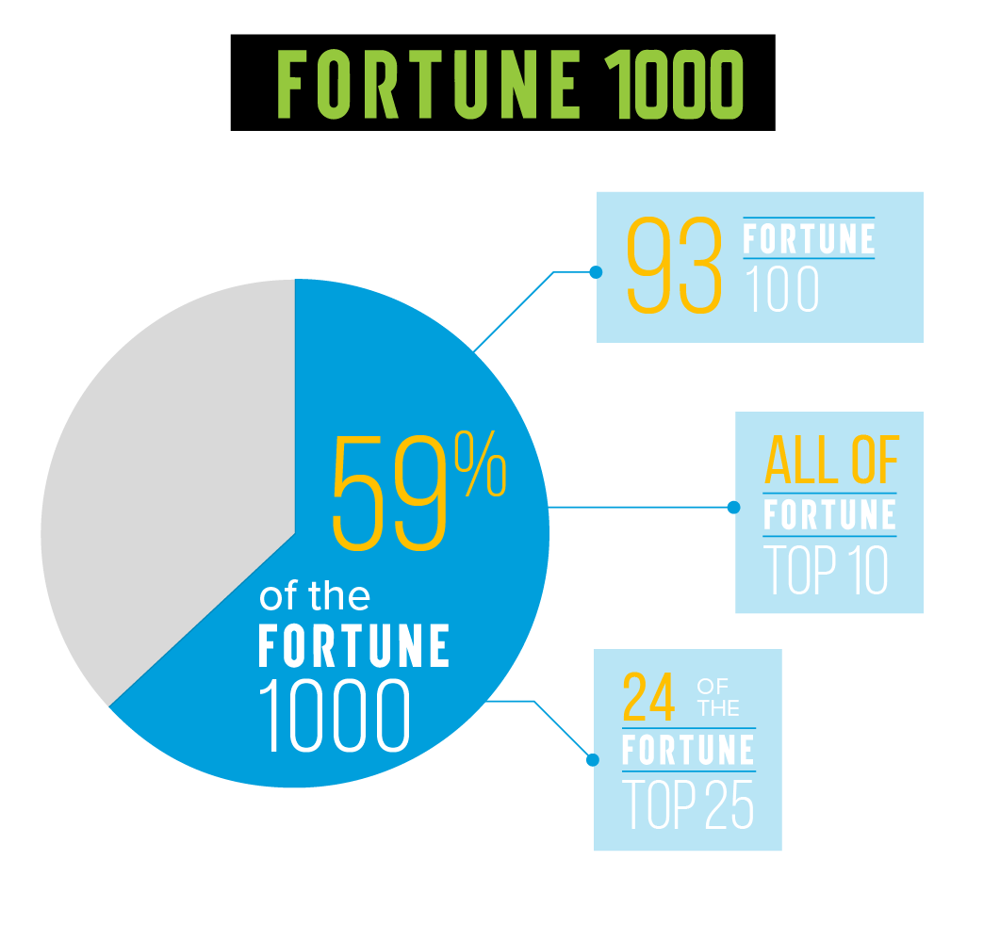 FORTUNE 1000
93 FORTUNE
100
59%
of the
FORTUNE
1000
ALL OF
FORTUNE
TOP 10
24 OF
THE
FORTUNE
TOP 25